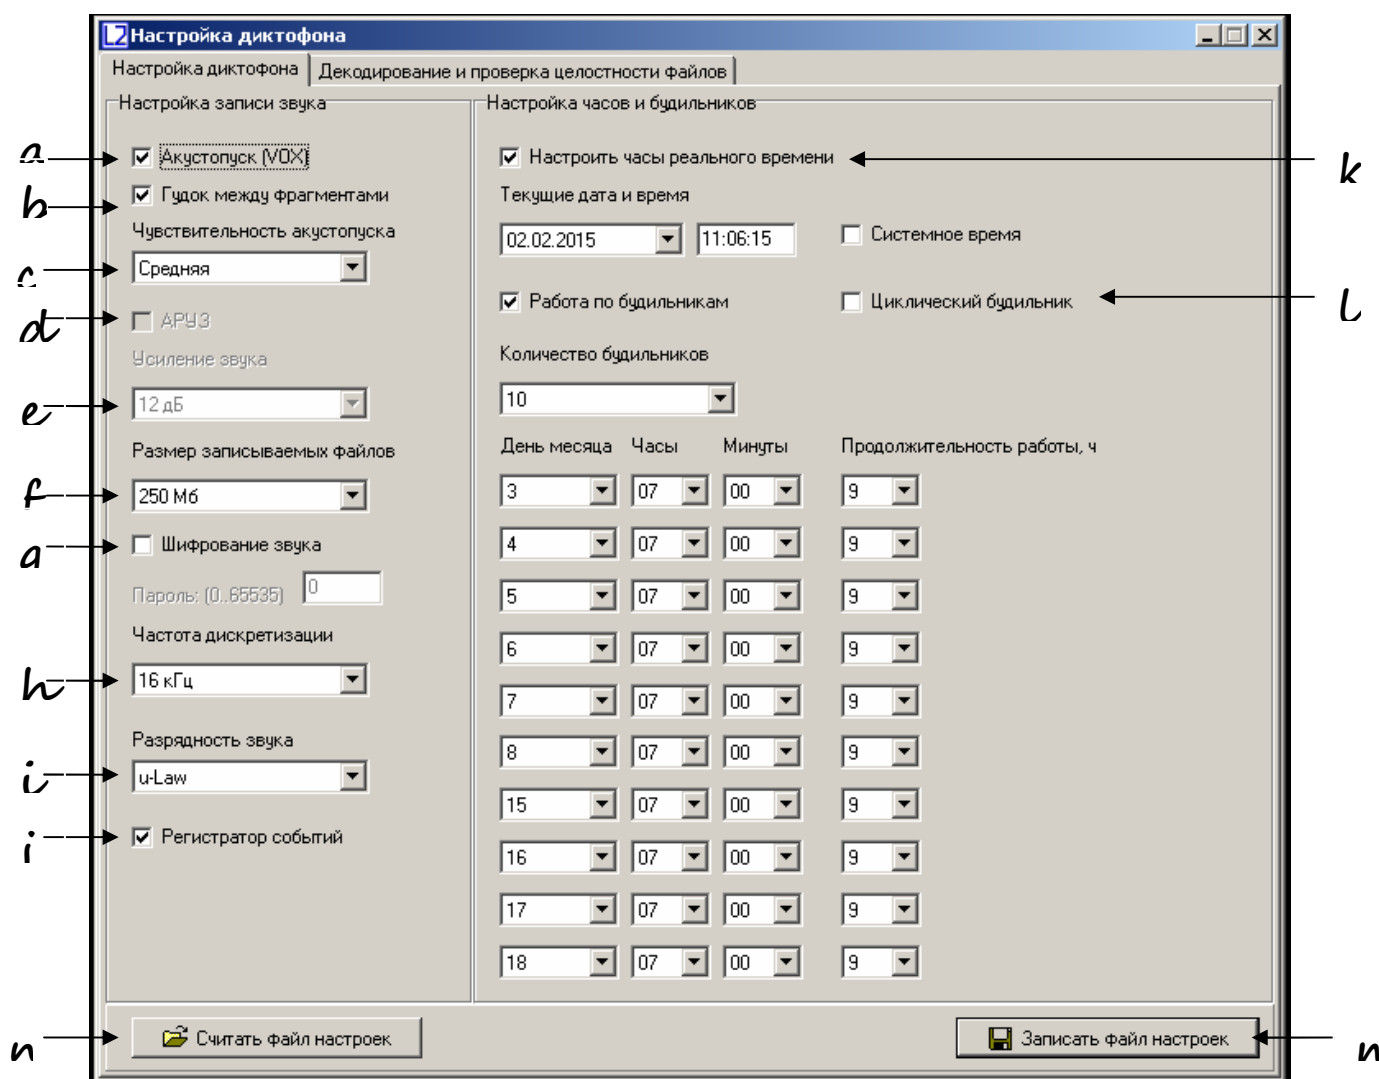 Настройка диктофона
Настройка диктофона Декодирование и проверка целостности файлов
Настройка записи звука
a
Акустопуск (VOX)
b
Гудок между фрагментами
Чувствительность акустопуска
c
Средняя
d
АРУЗ
Усиление звука
e
12 дБ
Размер записываемых файлов
f
250 Мб
Шифрование звука
Пароль: (0..65535) 0
Частота дискретизации
h
16 кГц
Разрядность звука
i
u-Law
Регистратор событий
Настройка часов и будильников
Настроить часы реального времени
k
Текущие дата и время
02.02.2015 11:06:15 Системное время
Работа по будильникам Циклический будильник
l
Количество будильников
10
День месяца Часы Минуты Продолжительность работы, ч
3 07 00 9
4 07 00 9
5 07 00 9
6 07 00 9
7 07 00 9
8 07 00 9
15 07 00 9
16 07 00 9
17 07 00 9
18 07 00 9
n
Считать файл настроек
Записать файл настроек